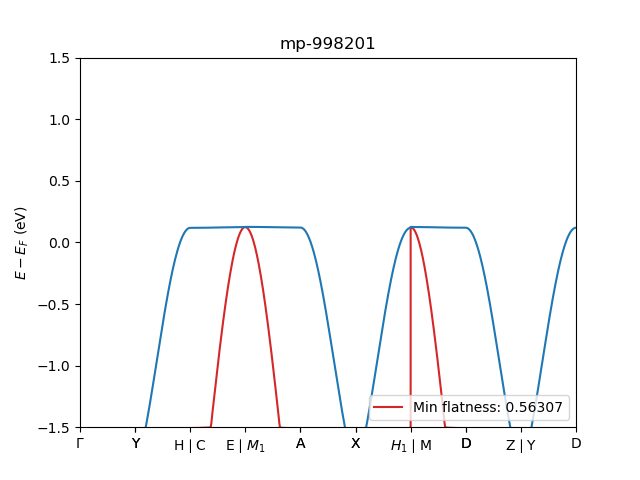 mp-998201
E − E_F (eV)
1.5
1.0
0.5
0.0
−0.5
−1.0
−1.5
Min flatness: 0.56307
Γ Y H | C E | M₁ A X H₁ | M D Z | Y D